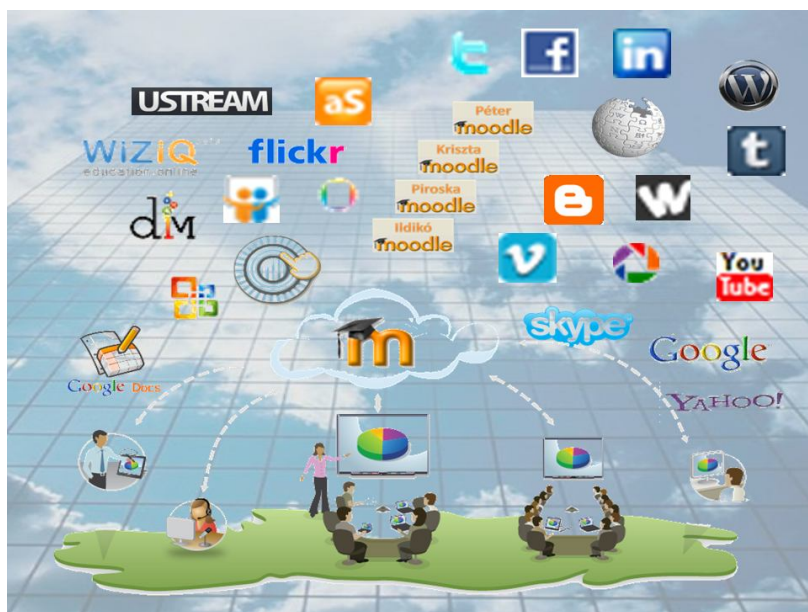 t
f
in
W
USTREAM
aS
Péter
moodle
WiZiQ
education.online
flickr
Kriszta
moodle
t
Piroska
moodle
dim
B
W
Ildikó
moodle
v
You
Tube
m
skype
Google
Google Docs
YAHOO!